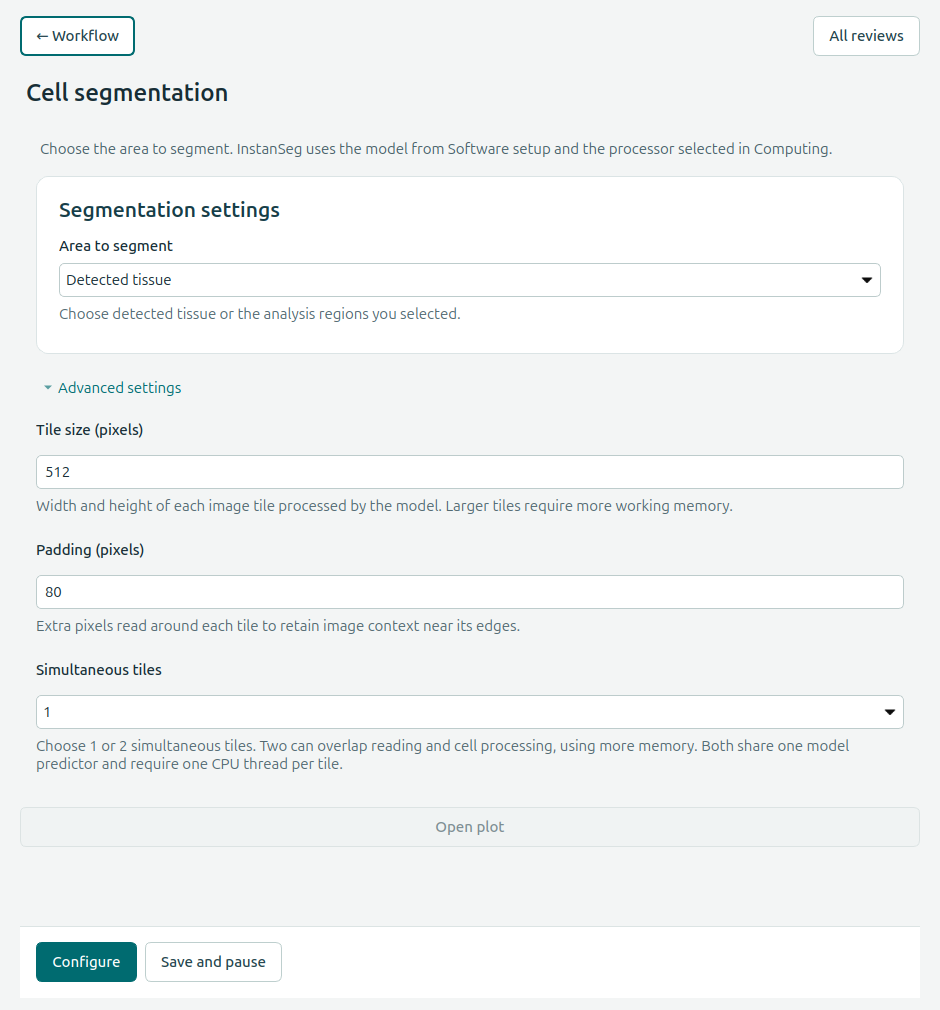 ← Workflow
All reviews
Cell segmentation
Choose the area to segment. InstanSeg uses the model from Software setup and the processor selected in Computing.
Segmentation settings
Area to segment
Detected tissue
Choose detected tissue or the analysis regions you selected.
Advanced settings
Tile size (pixels)
512
Width and height of each image tile processed by the model. Larger tiles require more working memory.
Padding (pixels)
80
Extra pixels read around each tile to retain image context near its edges.
Simultaneous tiles
1
Choose 1 or 2 simultaneous tiles. Two can overlap reading and cell processing, using more memory. Both share one model
predictor and require one CPU thread per tile.
Open plot
Configure
Save and pause